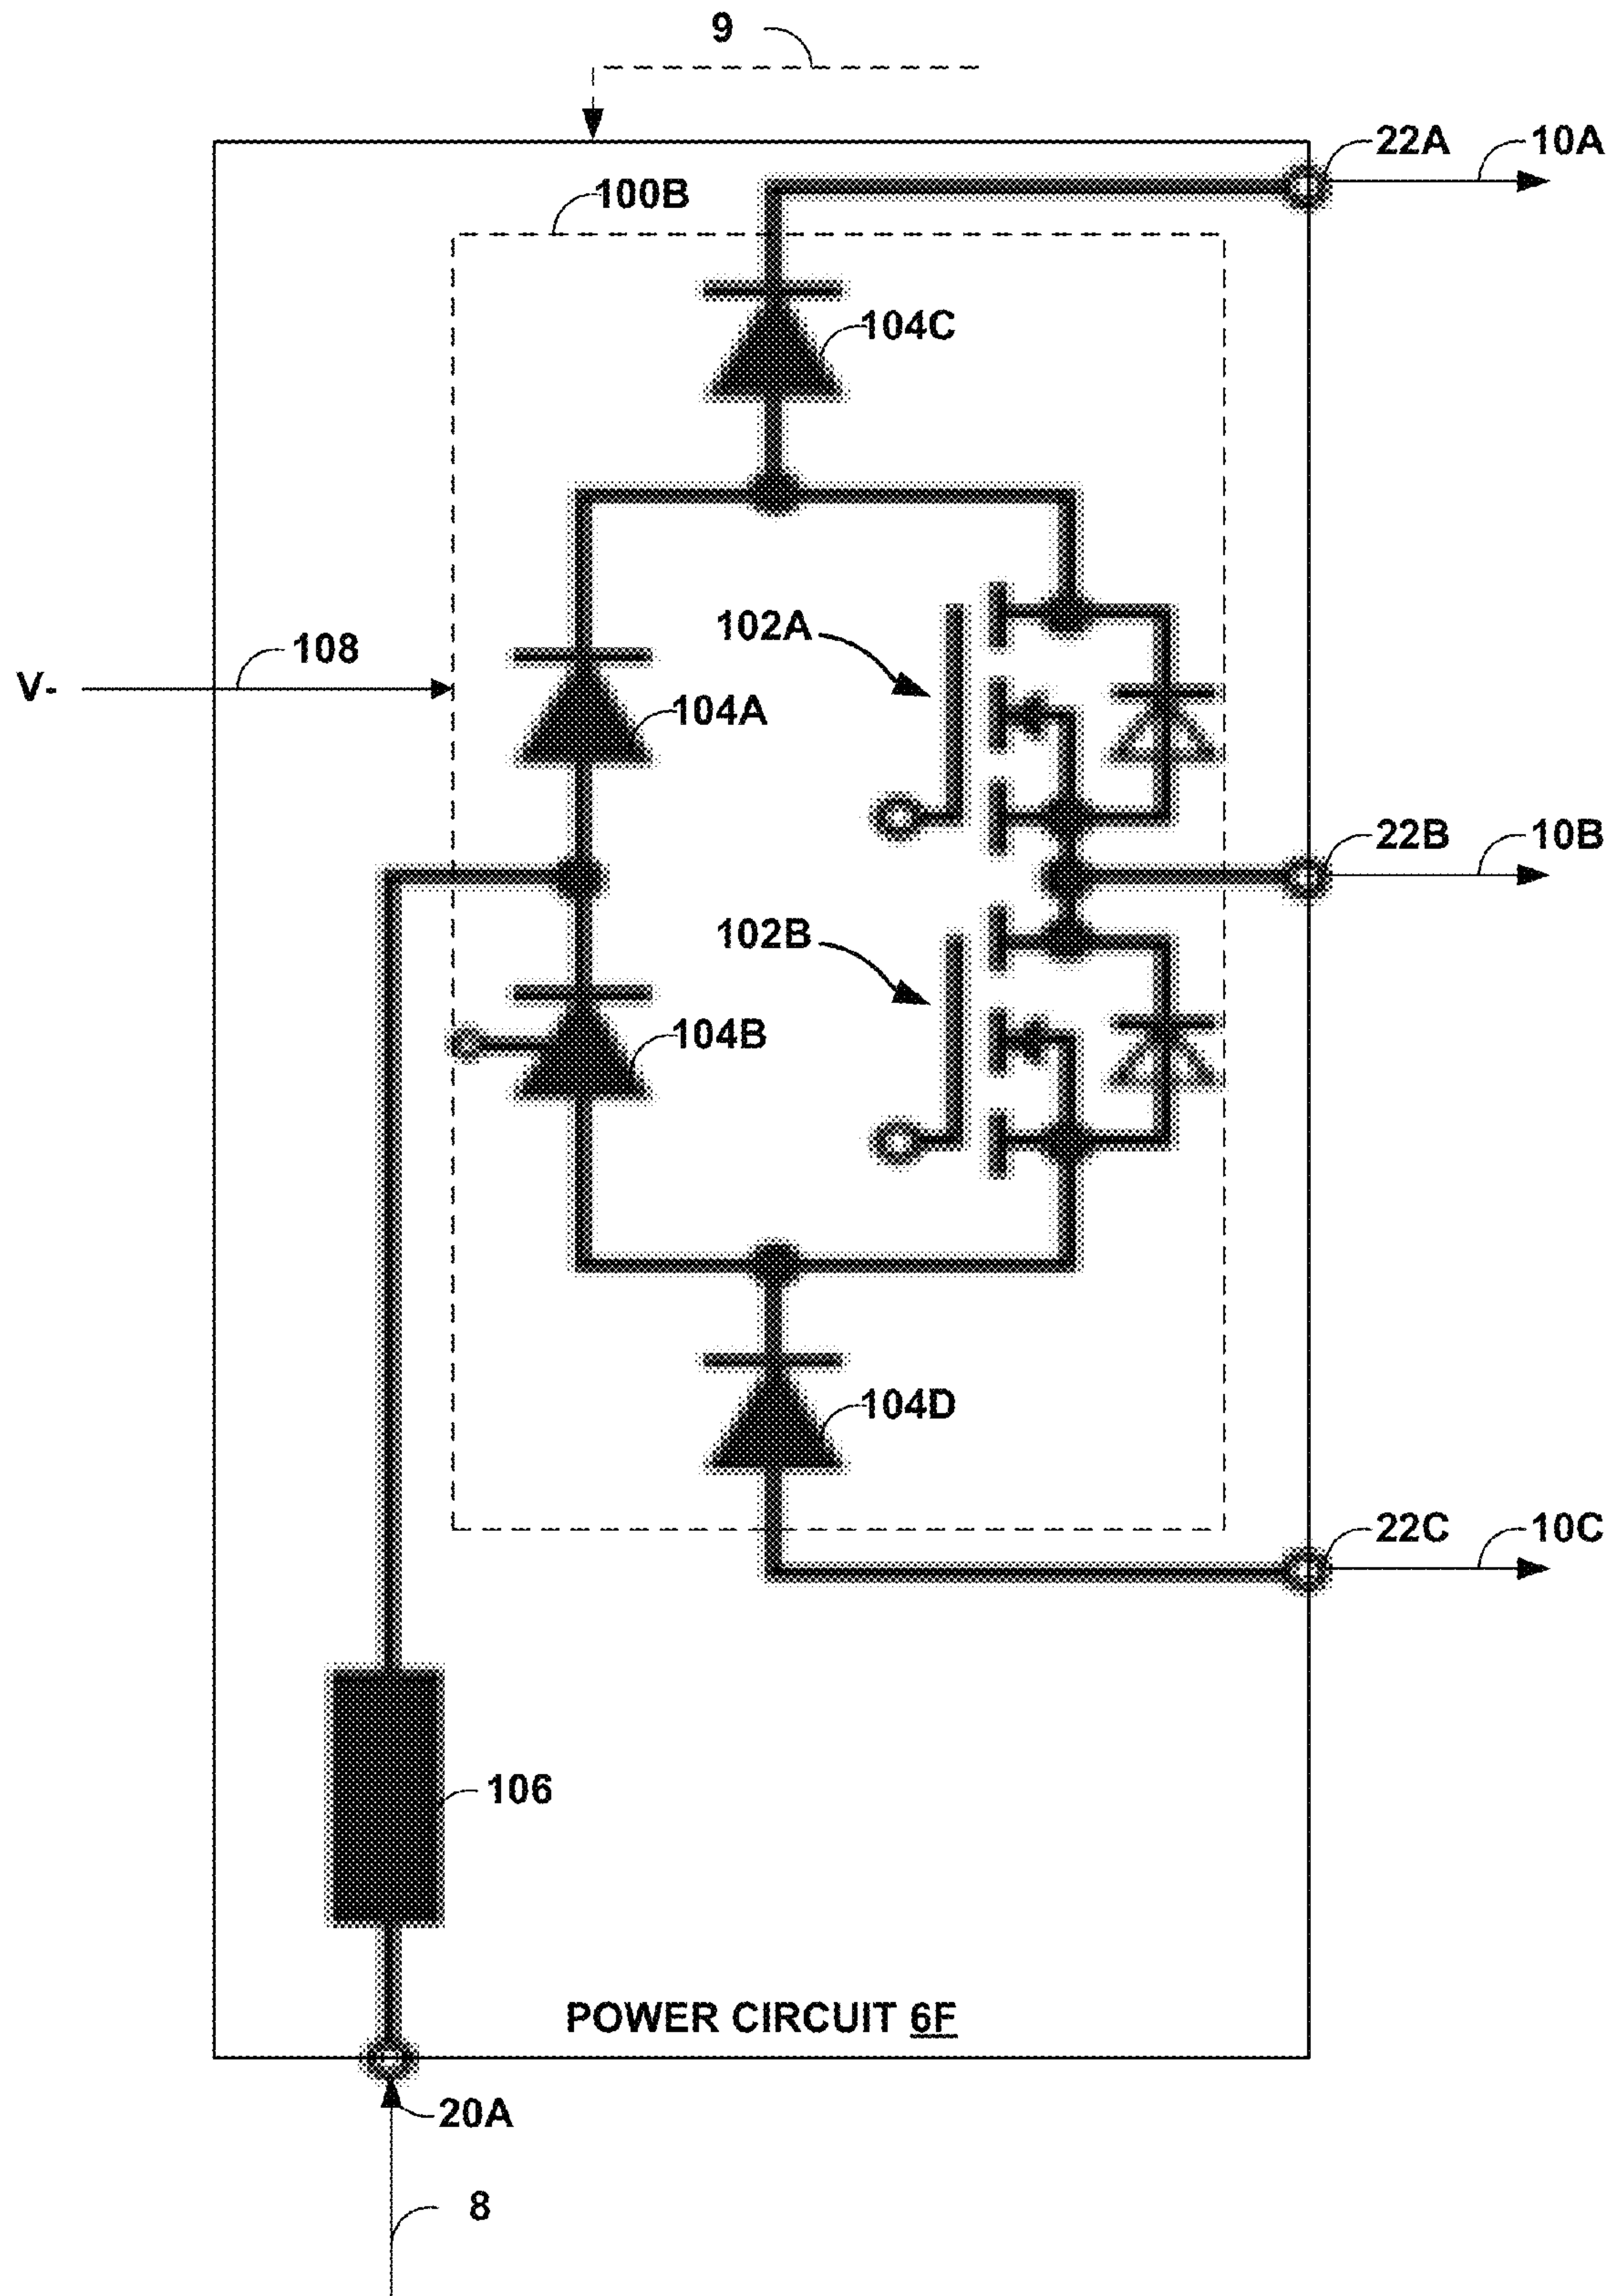 9
22A
10A
100B
104C
102A
108
V-
104A
22B
10B
102B
104B
104D
22C
10C
106
POWER CIRCUIT 6F
20A
8